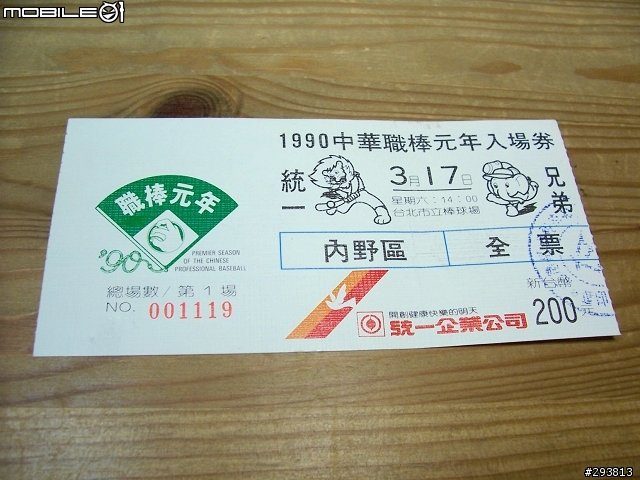 MOBILE01
1990中華職棒元年入場券
統一
3月17日
星期六:14:00
台北市立棒球場
兄弟
職棒元年
'90
PREMIER SEASON
OF THE CHINESE
PROFESSIONAL BASEBALL
內野區
全票
總場數/第1場
NO. 001119
開創健康快樂的明天
統一企業公司
新台幣
200元
#293813